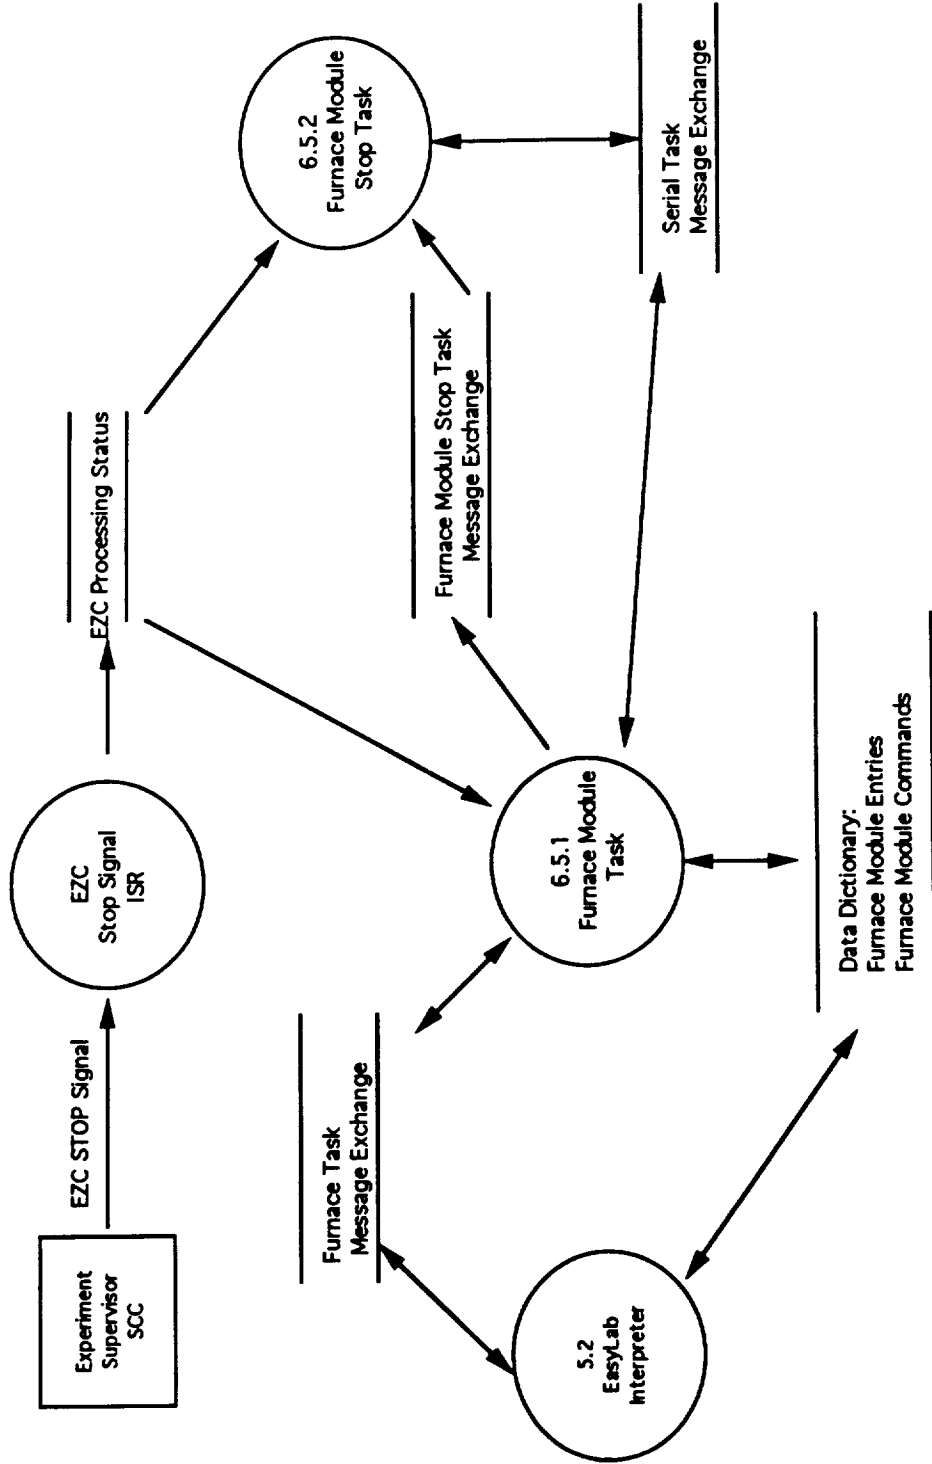 Experiment
Supervisor
SCC
EZC STOP Signal
EZC
Stop Signal
ISR
EZC Processing Status
6.5.2
Furnace Module
Stop Task
Furnace Task
Message Exchange
Furnace Module Stop Task
Message Exchange
5.2
EasyLab
Interpreter
6.5.1
Furnace Module
Task
Serial Task
Message Exchange
Data Dictionary:
Furnace Module Entries
Furnace Module Commands